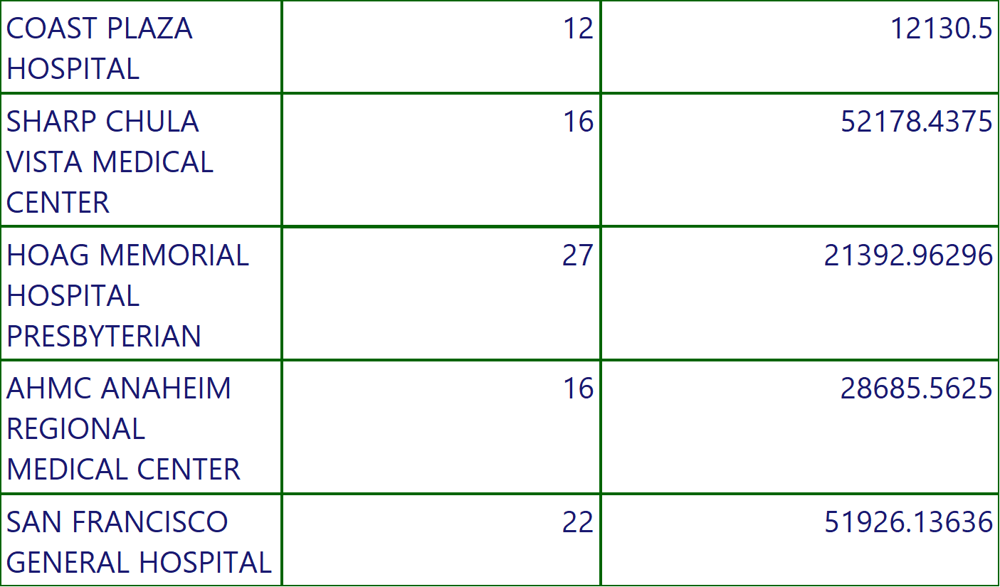 COAST PLAZA 12 12130.5
HOSPITAL
SHARP CHULA 16 52178.4375
VISTA MEDICAL
CENTER
HOAG MEMORIAL 27 21392.96296
HOSPITAL
PRESBYTERIAN
AHMC ANAHEIM 16 28685.5625
REGIONAL
MEDICAL CENTER
SAN FRANCISCO 22 51926.13636
GENERAL HOSPITAL